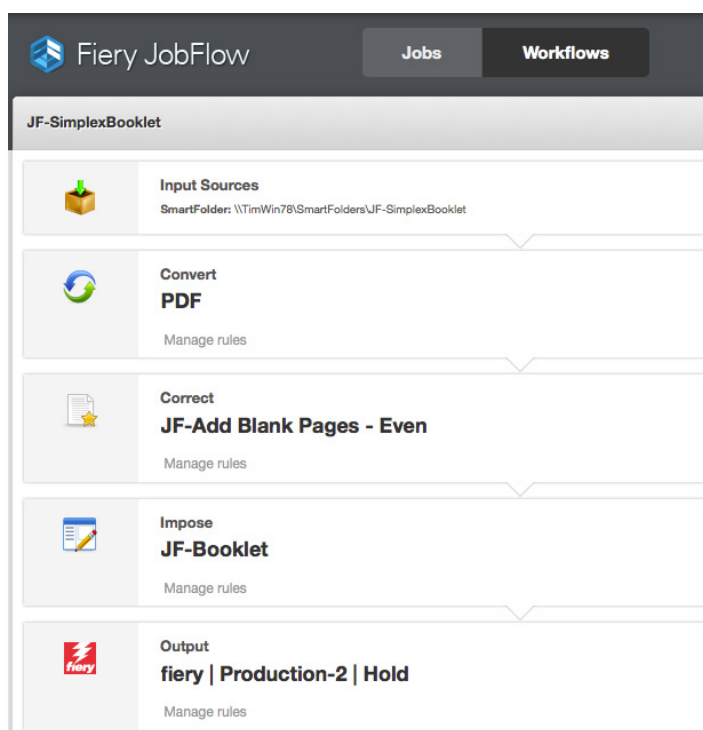 Fiery JobFlow
Jobs
Workflows
JF-SimplexBooklet
Input Sources
SmartFolder: \\TimWin78\SmartFolders\JF-SimplexBooklet
Convert
PDF
Manage rules
Correct
JF-Add Blank Pages - Even
Manage rules
Impose
JF-Booklet
Manage rules
fiery
Output
fiery | Production-2 | Hold
Manage rules